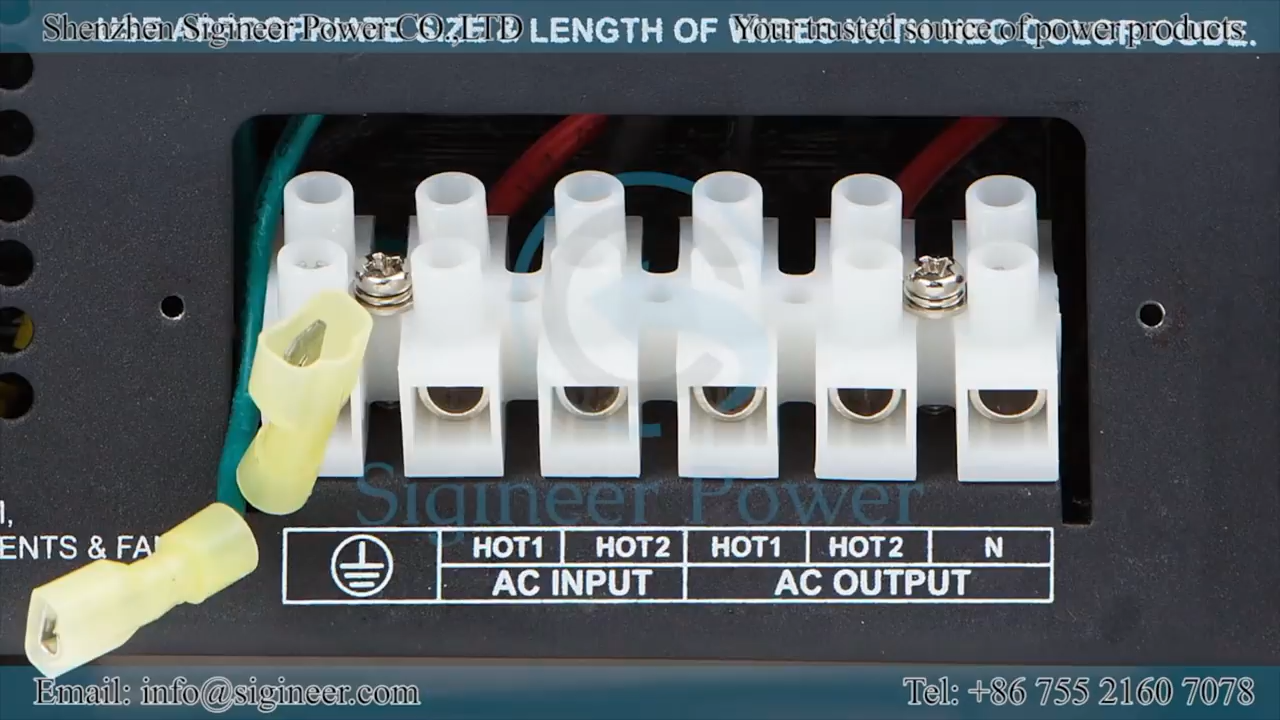 Shenzhen Sigineer Power CO.,LTD
LENGTH OF
Your trusted source of power products
Sigineer Power
ENTS & FA
HOT1 HOT2 HOT1 HOT2 N
AC INPUT AC OUTPUT
Email: info@sigineer.com
Tel: +86 755 2160 7078